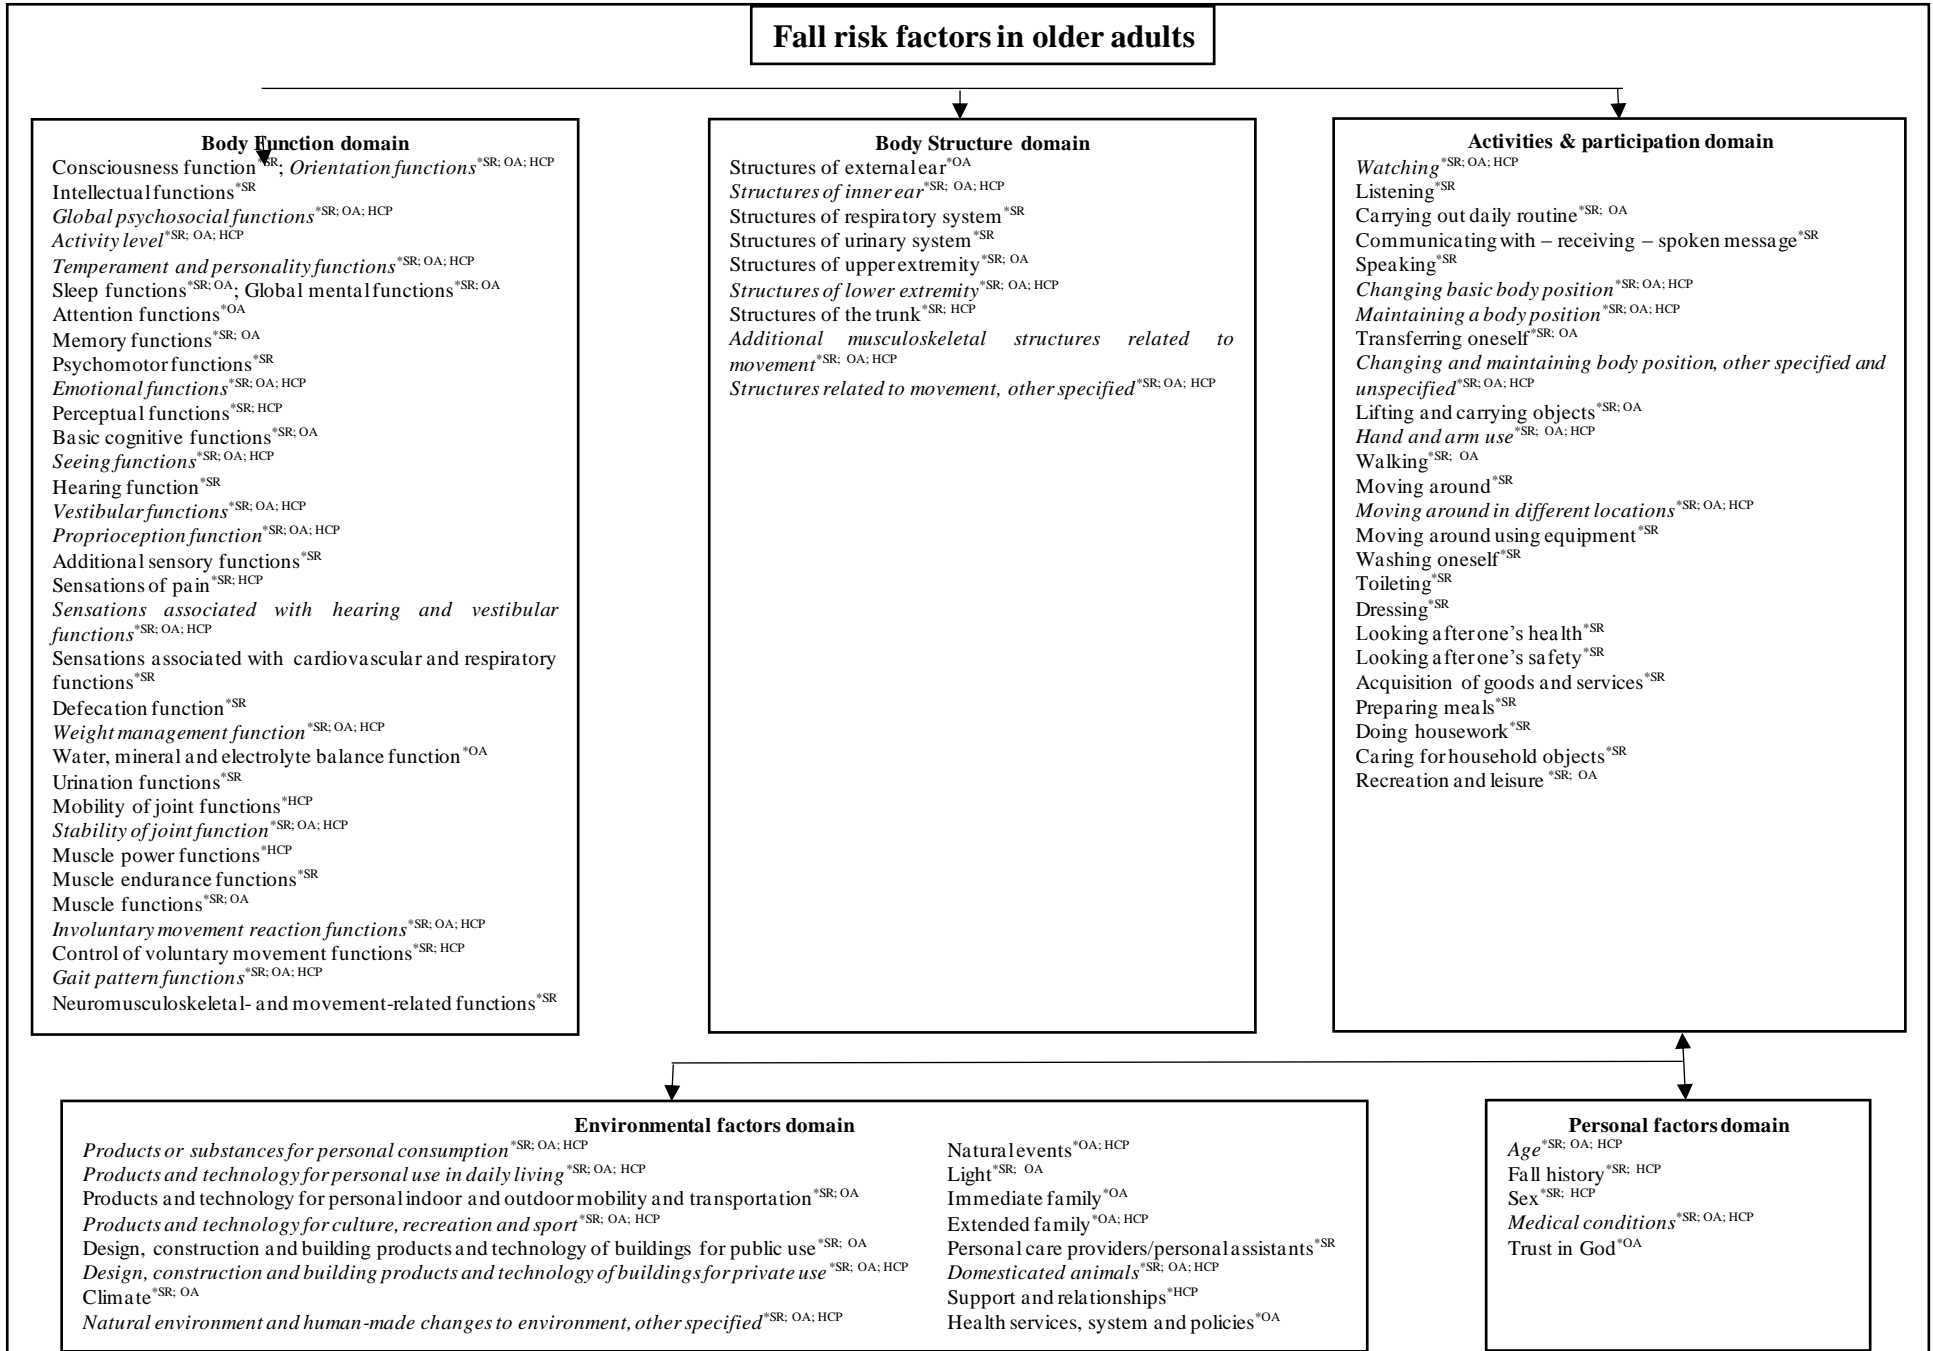 Fall risk factors in older adults
Body Function domain
Consciousness function*SR; Orientation functions*SR; OA; HCP
Intellectual functions*SR
Global psychosocial functions*SR; OA; HCP
Activity level*SR; OA; HCP
Temperament and personality functions*SR; OA; HCP
Sleep functions*SR; OA; Global mental functions*SR; OA
Attention functions*OA
Memory functions*SR; OA
Psychomotor functions*SR
Emotional functions*SR; OA; HCP
Perceptual functions*SR; HCP
Basic cognitive functions*SR; OA
Seeing functions*SR; OA; HCP
Hearing function*SR
Vestibular functions*SR; OA; HCP
Proprioception function*SR; OA; HCP
Additional sensory functions*SR
Sensations of pain*SR; HCP
Sensations associated with hearing and vestibular
functions*SR; OA; HCP
Sensations associated with cardiovascular and respiratory
functions*SR
Defecation function*SR
Weight management function*SR; OA; HCP
Water, mineral and electrolyte balance function*OA
Urination functions*SR
Mobility of joint functions*HCP
Stability of joint function*SR; OA; HCP
Muscle power functions*HCP
Muscle endurance functions*SR
Muscle functions*SR; OA
Involuntary movement reaction functions*SR; OA; HCP
Control of voluntary movement functions*SR; HCP
Gait pattern functions*SR; OA; HCP
Neuromusculoskeletal- and movement-related functions*SR
Body Structure domain
Structures of external ear*OA
Structures of inner ear*SR; OA; HCP
Structures of respiratory system*SR
Structures of urinary system*SR
Structures of upper extremity*SR; OA
Structures of lower extremity*SR; OA; HCP
Structures of the trunk*SR; HCP
Additional musculoskeletal structures related to
movement*SR; OA; HCP
Structures related to movement, other specified*SR; OA; HCP
Activities & participation domain
Watching*SR; OA; HCP
Listening*SR
Carrying out daily routine*SR; OA
Communicating with – receiving – spoken message*SR
Speaking*SR
Changing basic body position*SR; OA; HCP
Maintaining a body position*SR; OA; HCP
Transferring oneself*SR; OA
Changing and maintaining body position, other specified and
unspecified*SR; OA; HCP
Lifting and carrying objects*SR; OA
Hand and arm use*SR; OA; HCP
Walking*SR; OA
Moving around*SR
Moving around in different locations*SR; OA; HCP
Moving around using equipment*SR
Washing oneself*SR
Toileting*SR
Dressing*SR
Looking after one's health*SR
Looking after one's safety*SR
Acquisition of goods and services*SR
Preparing meals*SR
Doing housework*SR
Caring for household objects*SR
Recreation and leisure *SR; OA
Environmental factors domain
Products or substances for personal consumption*SR; OA; HCP
Products and technology for personal use in daily living*SR; OA; HCP
Products and technology for personal indoor and outdoor mobility and transportation*SR; OA
Products and technology for culture, recreation and sport*SR; OA; HCP
Design, construction and building products and technology of buildings for public use*SR; OA
Design, construction and building products and technology of buildings for private use*SR; OA; HCP
Climate*SR; OA
Natural environment and human-made changes to environment, other specified*SR; OA; HCP
Natural events*OA; HCP
Light*SR; OA
Immediate family*OA
Extended family*OA; HCP
Personal care providers/personal assistants*SR
Domesticated animals*SR; OA; HCP
Support and relationships*HCP
Health services, system and policies*OA
Personal factors domain
Age*SR; OA; HCP
Fall history*SR; HCP
Sex*SR; HCP
Medical conditions*SR; OA; HCP
Trust in God*OA